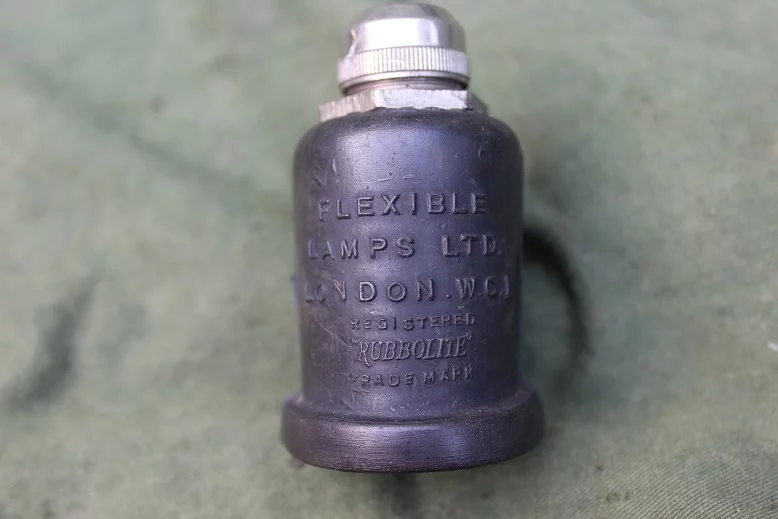 FLEXIBLE
LAMPS LTD.
LONDON. W.C.1
REGISTERED
"RUBBOLITE"
TRADE MARK